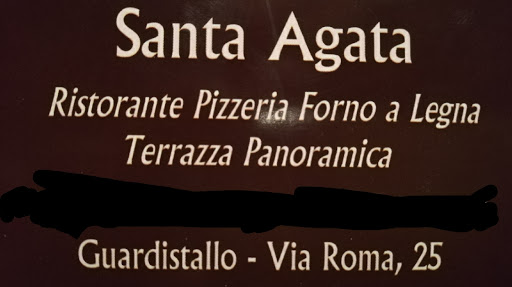 Santa Agata
Ristorante Pizzeria Forno a Legna
Terrazza Panoramica
Guardistallo - Via Roma, 25